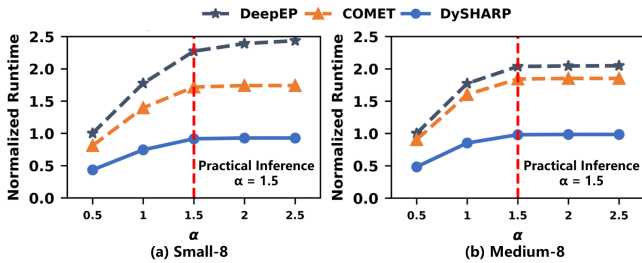 DeepEP COMET DySHARP
Normalized Runtime
2.5
2.0
1.5
1.0
0.5
0.0
Practical Inference
α = 1.5
0.5 1 1.5 2 2.5
α
(a) Small-8
Normalized Runtime
2.5
2.0
1.5
1.0
0.5
0.0
Practical Inference
α = 1.5
0.5 1 1.5 2 2.5
α
(b) Medium-8